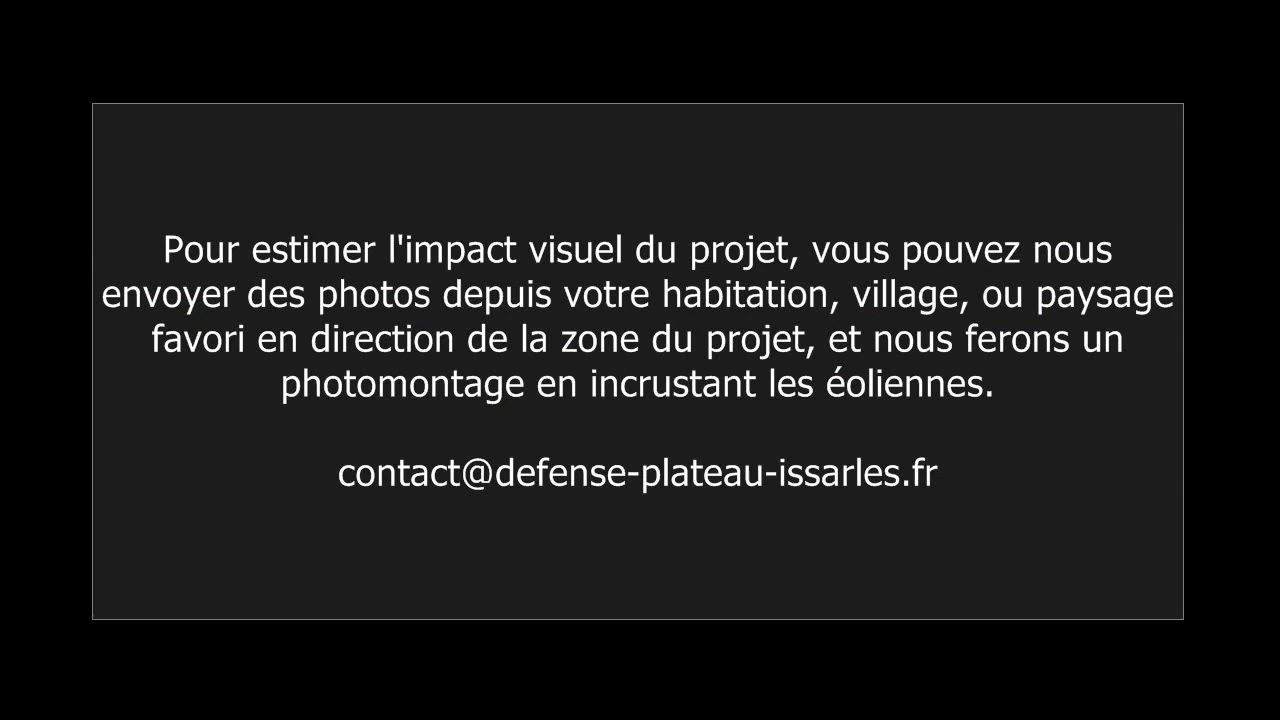 Pour estimer l'impact visuel du projet, vous pouvez nous
envoyer des photos depuis votre habitation, village, ou paysage
favori en direction de la zone du projet, et nous ferons un
photomontage en incrustant les éoliennes.
contact@defense-plateau-issarles.fr